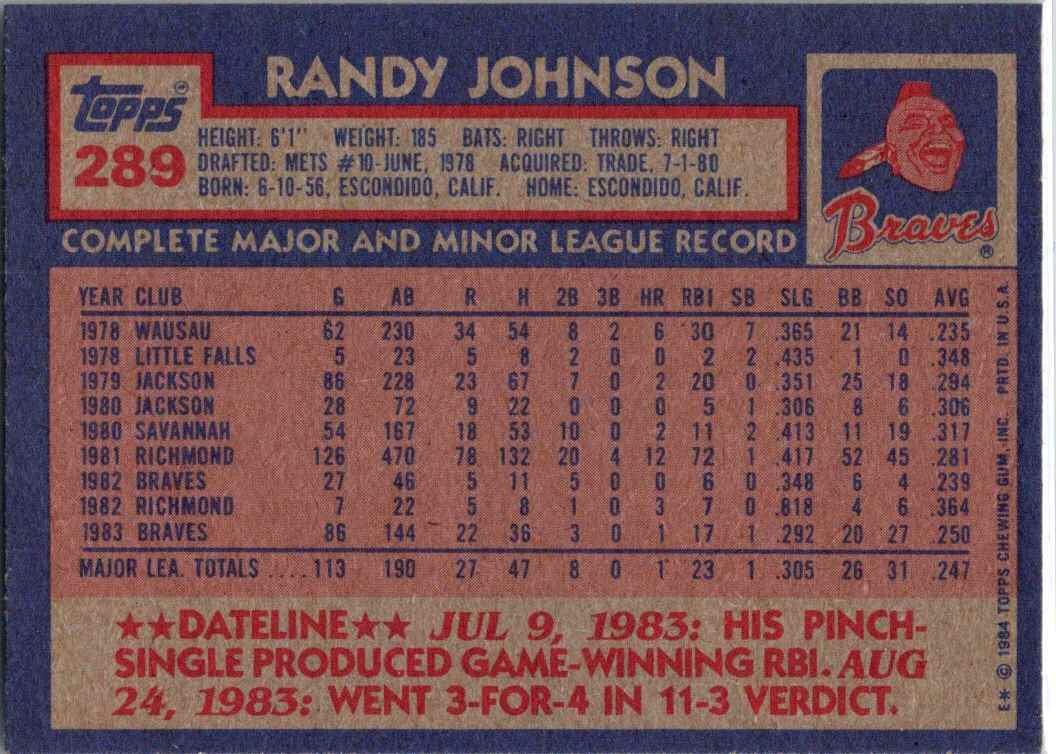 RANDY JOHNSON
Topps®
289
HEIGHT: 6'1" WEIGHT: 185 BATS: RIGHT THROWS: RIGHT
DRAFTED: METS #10-JUNE, 1978 ACQUIRED: TRADE, 7-1-80
BORN: 6-10-56, ESCONDIDO, CALIF. HOME: ESCONDIDO, CALIF.
Braves®
COMPLETE MAJOR AND MINOR LEAGUE RECORD
YEAR CLUB G AB R H 2B 3B HR RBI SB SLG BB SO AVG
1978 WAUSAU 62 230 34 54 8 2 6 30 7 .365 21 14 .235
1978 LITTLE FALLS 5 23 5 8 2 0 0 2 2 .435 1 0 .348
1979 JACKSON 86 228 23 67 7 0 2 20 0 .351 25 18 .294
1980 JACKSON 28 72 9 22 0 0 0 5 1 .306 8 6 .306
1980 SAVANNAH 54 167 18 53 10 0 2 11 2 .413 11 19 .317
1981 RICHMOND 126 470 78 132 20 4 12 72 1 .417 52 45 .281
1982 BRAVES 27 46 5 11 5 0 0 6 0 .348 6 4 .239
1982 RICHMOND 7 22 5 8 1 0 3 7 0 .818 4 6 .364
1983 BRAVES 86 144 22 36 3 0 1 17 1 .292 20 27 .250
MAJOR LEA. TOTALS .... 113 190 27 47 8 0 1 23 1 .305 26 31 .247
★★DATELINE★★ JUL 9, 1983: HIS PINCH-
SINGLE PRODUCED GAME-WINNING RBI. AUG
24, 1983: WENT 3-FOR-4 IN 11-3 VERDICT.
E* © 1984 TOPPS CHEWING GUM, INC. PRTD. IN U.S.A.